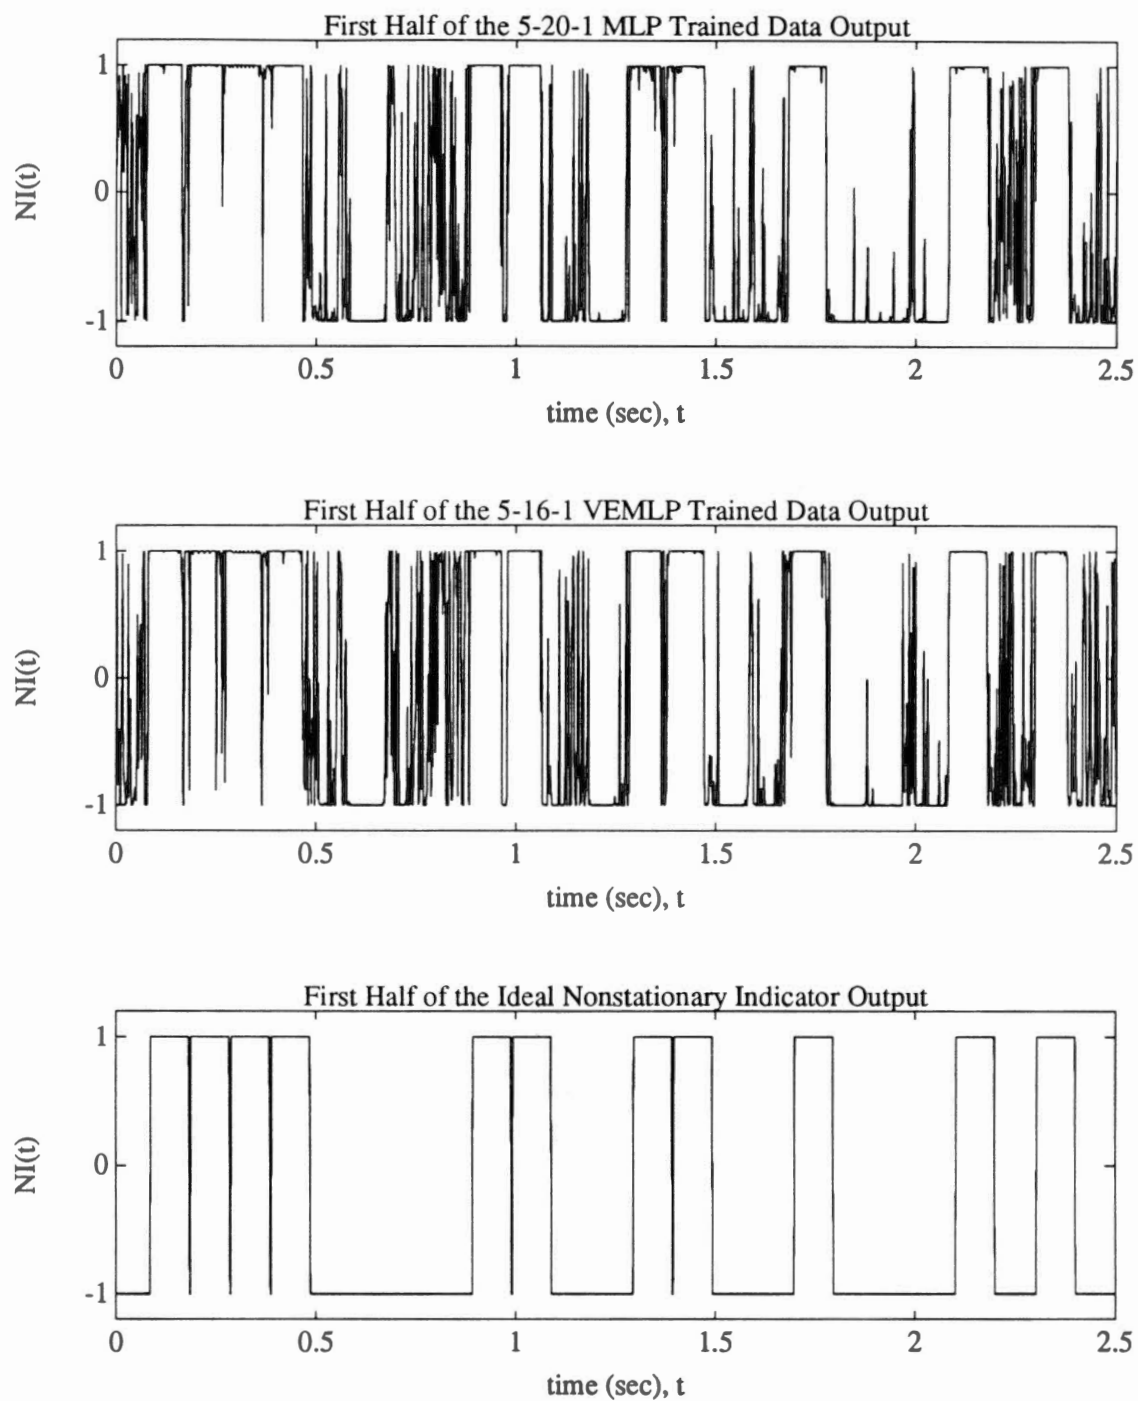 First Half of the 5-20-1 MLP Trained Data Output
1
0
-1
NI(t)
0 0.5 1 1.5 2 2.5
time (sec), t
First Half of the 5-16-1 VEMLP Trained Data Output
1
0
-1
NI(t)
0 0.5 1 1.5 2 2.5
time (sec), t
First Half of the Ideal Nonstationary Indicator Output
1
0
-1
NI(t)
0 0.5 1 1.5 2 2.5
time (sec), t